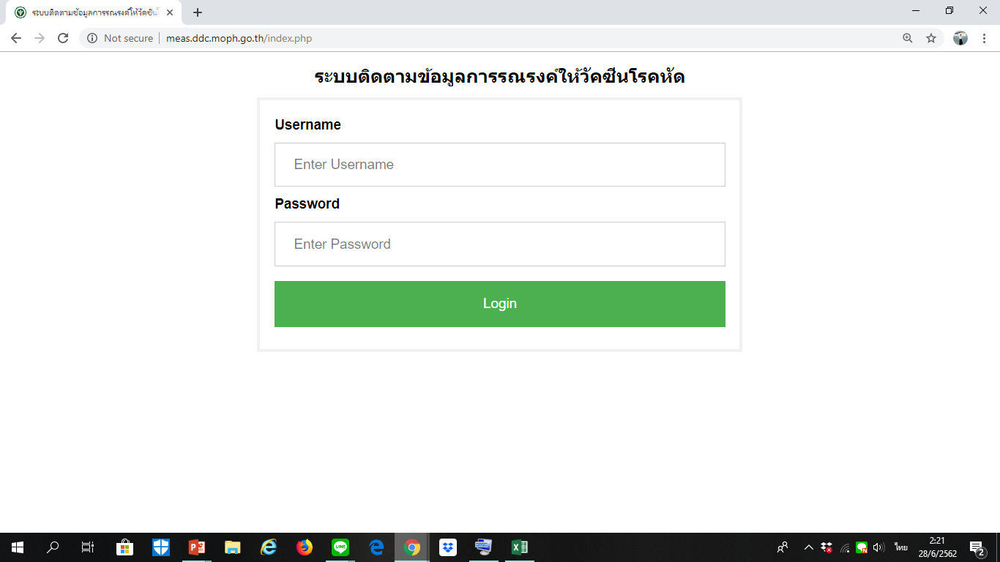 ระบบติดตามข้อมูลการรณรงค์ให้วัคซีนโ
Not secure | meas.ddc.moph.go.th/index.php
ระบบติดตามข้อมูลการรณรงค์ให้วัคซีนโรคหัด
Username
Enter Username
Password
Enter Password
Login
LINE
ไทย
2:21
28/6/2562
2